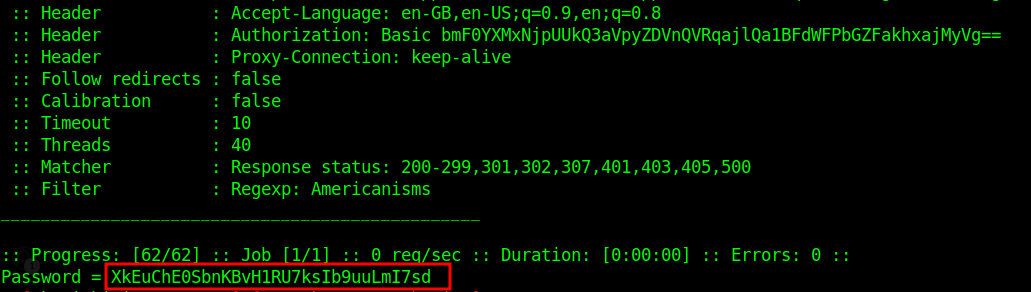 :: Header : Accept-Language: en-GB,en-US;q=0.9,en;q=0.8
:: Header : Authorization: Basic bmF0YXMxNjpUUkQ3aVpyZDVnQVRqajlQa1BFdWFPbGZFakhxajMyVg==
:: Header : Proxy-Connection: keep-alive
:: Follow redirects : false
:: Calibration : false
:: Timeout : 10
:: Threads : 40
:: Matcher : Response status: 200-299,301,302,307,401,403,405,500
:: Filter : Regexp: Americanisms
________________________________________________
:: Progress: [62/62] :: Job [1/1] :: 0 req/sec :: Duration: [0:00:00] :: Errors: 0 ::
Password = XkEuChE0SbnKBvH1RU7ksIb9uuLmI7sd